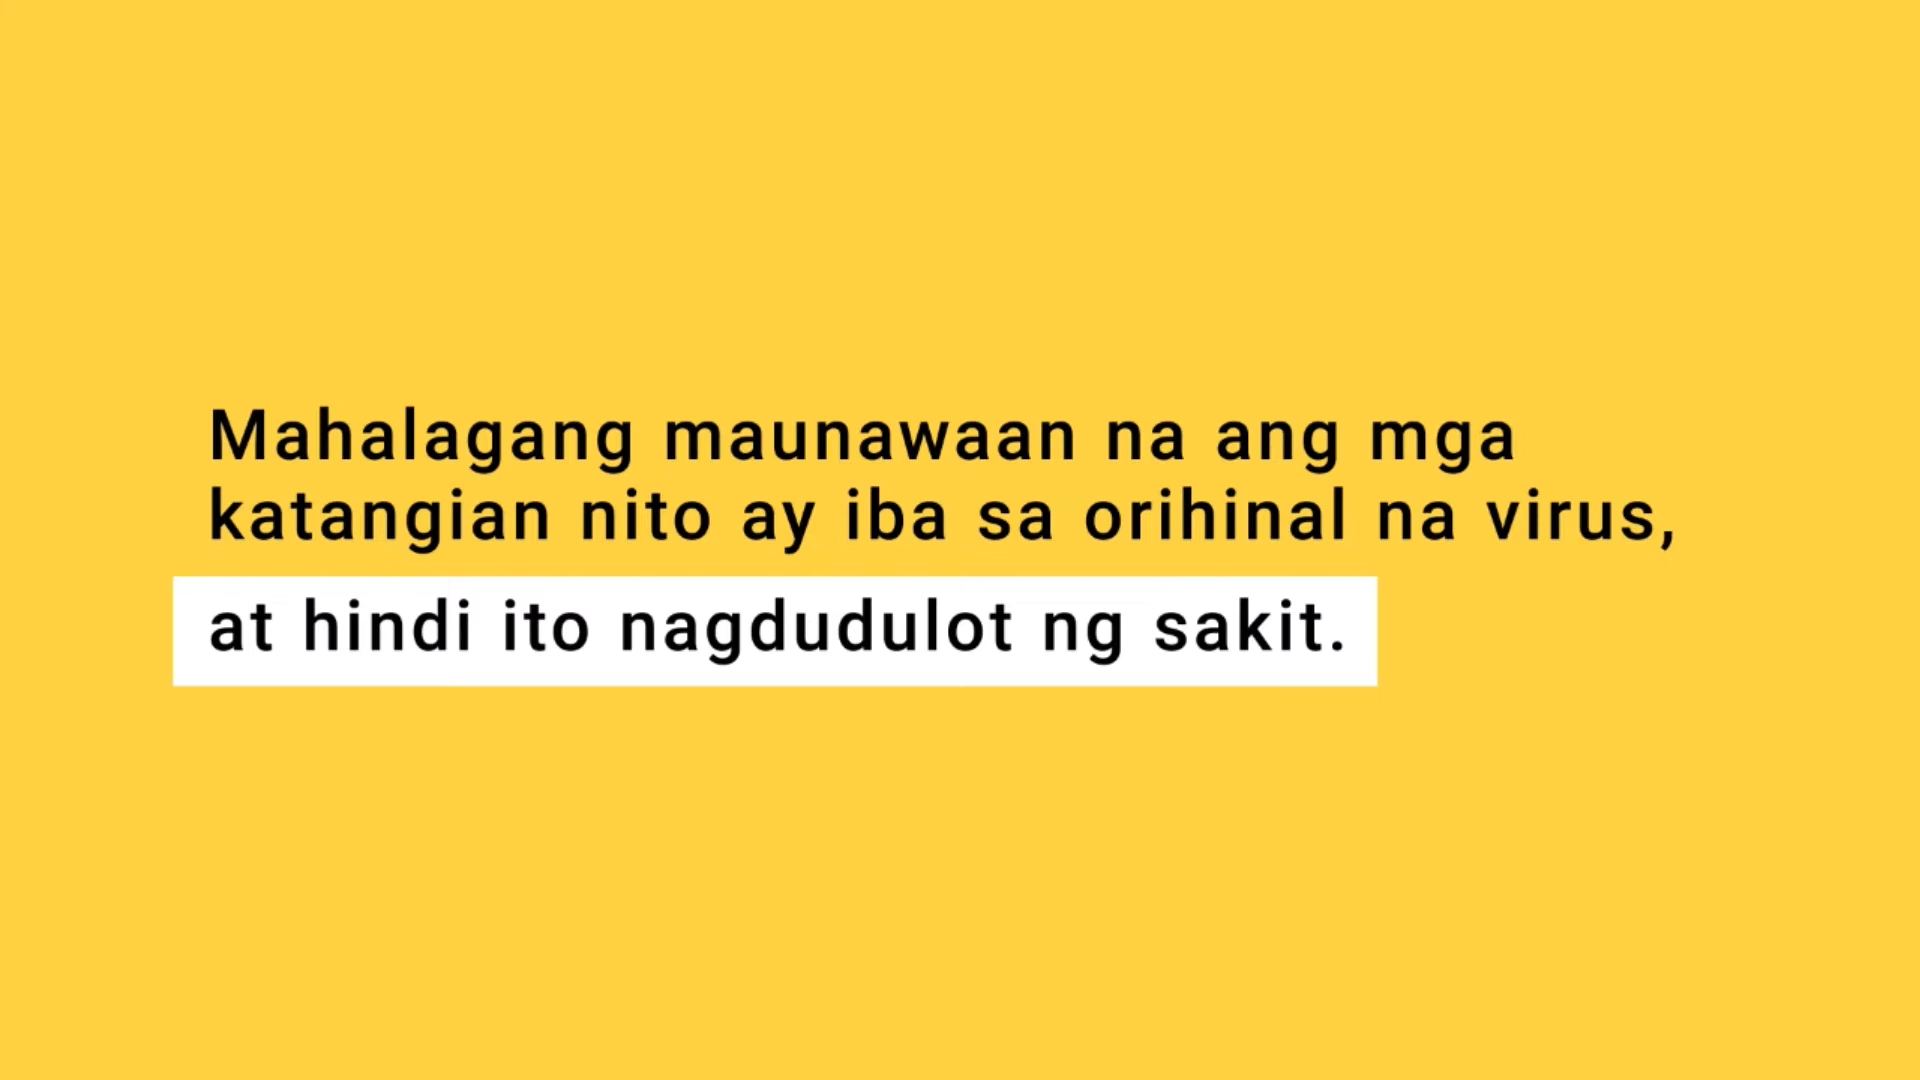 Mahalagang maunawaan na ang mga
katangian nito ay iba sa orihinal na virus,
at hindi ito nagdudulot ng sakit.